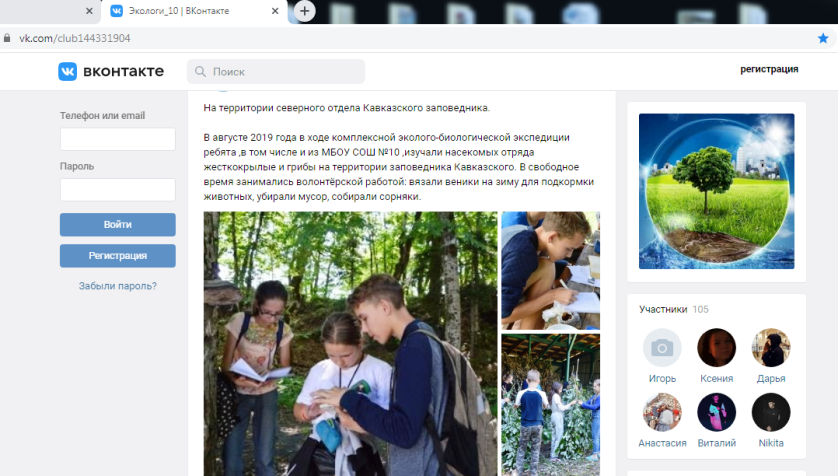 Экологи_10 | ВКонтакте
vk.com/club144331904
вконтакте
Поиск
регистрация
Телефон или email
Пароль
Войти
Регистрация
Забыли пароль?
На территории северного отдела Кавказского заповедника.
В августе 2019 года в ходе комплексной эколого-биологической экспедиции
ребята ,в том числе и из МБОУ СОШ №10 ,изучали насекомых отряда
жесткокрылые и грибы на территории заповедника Кавказского. В свободное
время занимались волонтёрской работой: вязали веники на зиму для подкормки
животных, убирали мусор, собирали сорняки.
Участники 105
Игорь
Ксения
Дарья
Анастасия
Виталий
Nikita